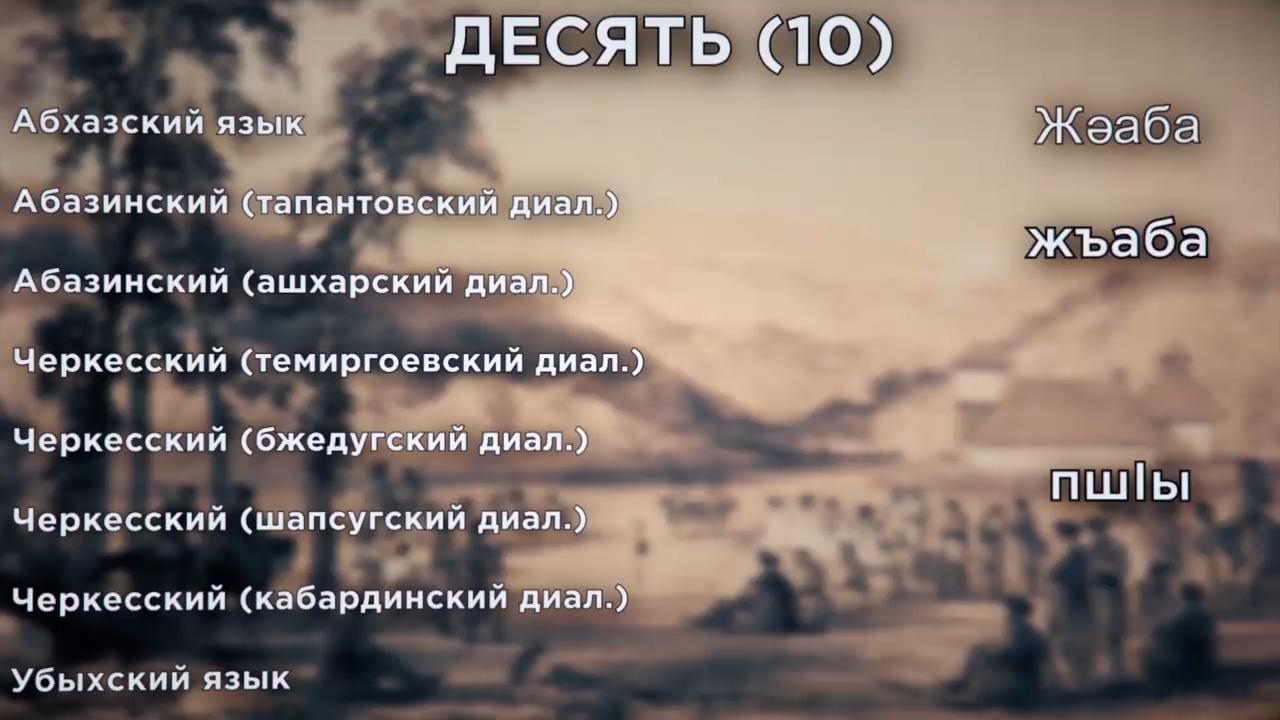 ДЕСЯТЬ (10)
Абхазский язык
Жәаба
Абазинский (тапантовский диал.)
жъаба
Абазинский (ашхарский диал.)
Черкесский (темиргоевский диал.)
Черкесский (бжедугский диал.)
пшӏы
Черкесский (шапсугский диал.)
Черкесский (кабардинский диал.)
Убыхский язык